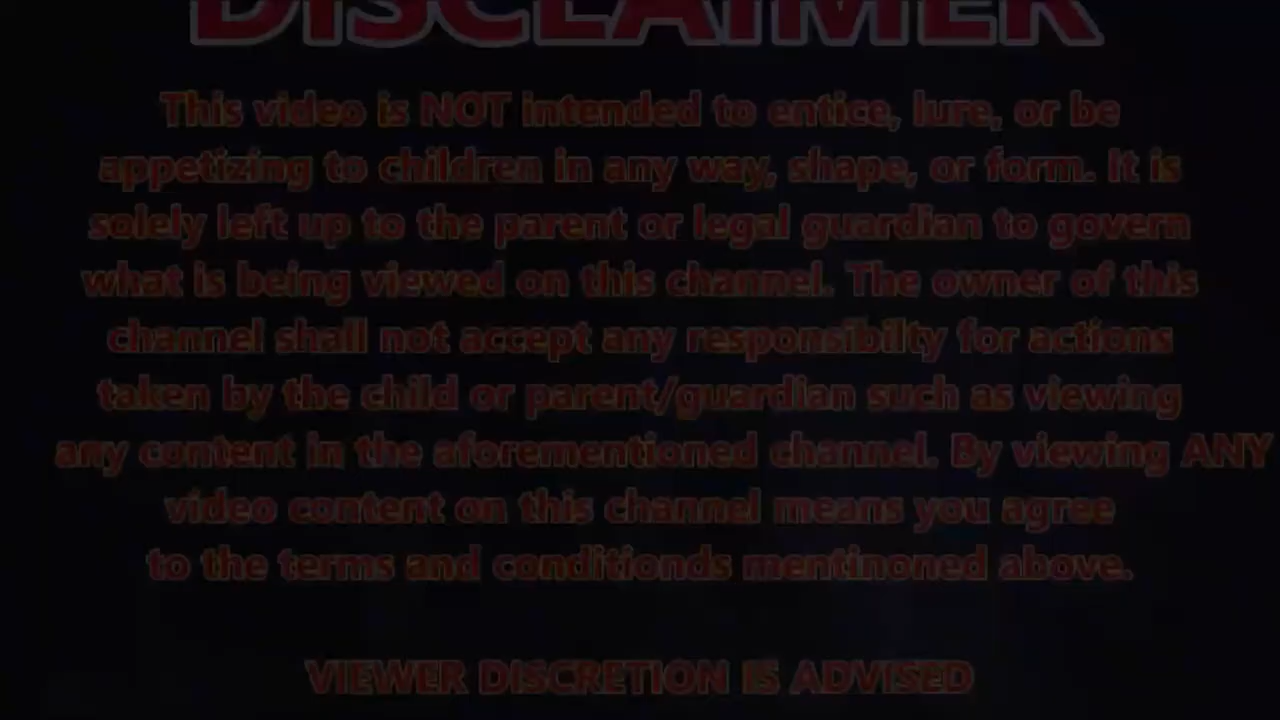 DISCLAIMER
This video is NOT intended to entice, lure, or be
appetizing to children in any way, shape, or form. It is
solely left up to the parent or legal guardian to govern
what is being viewed on this channel. The owner of this
channel shall not accept any responsibilty for actions
taken by the child or parent/guardian such as viewing
any content in the aforementioned channel. By viewing ANY
video content on this channel means you agree
to the terms and conditionds mentinoned above.
VIEWER DISCRETION IS ADVISED